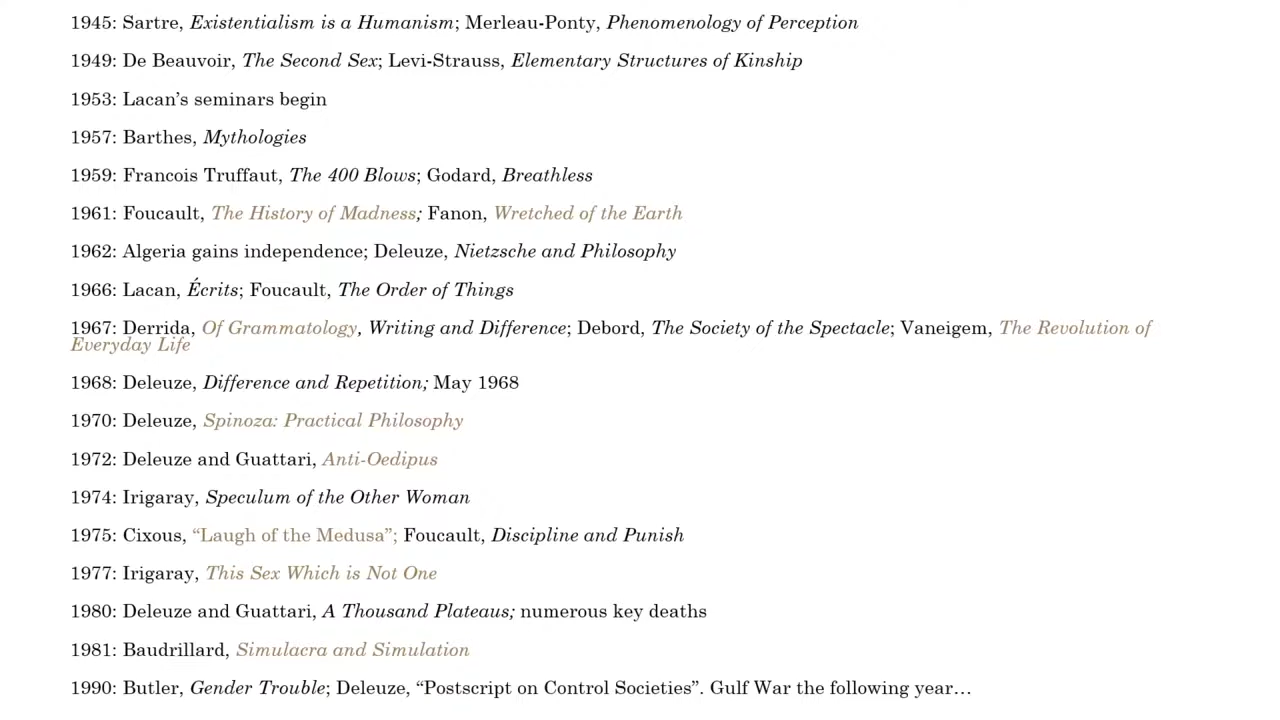 1945: Sartre, Existentialism is a Humanism; Merleau-Ponty, Phenomenology of Perception
1949: De Beauvoir, The Second Sex; Levi-Strauss, Elementary Structures of Kinship
1953: Lacan’s seminars begin
1957: Barthes, Mythologies
1959: Francois Truffaut, The 400 Blows; Godard, Breathless
1961: Foucault, The History of Madness; Fanon, Wretched of the Earth
1962: Algeria gains independence; Deleuze, Nietzsche and Philosophy
1966: Lacan, Écrits; Foucault, The Order of Things
1967: Derrida, Of Grammatology, Writing and Difference; Debord, The Society of the Spectacle; Vaneigem, The Revolution of
Everyday Life
1968: Deleuze, Difference and Repetition; May 1968
1970: Deleuze, Spinoza: Practical Philosophy
1972: Deleuze and Guattari, Anti-Oedipus
1974: Irigaray, Speculum of the Other Woman
1975: Cixous, “Laugh of the Medusa”; Foucault, Discipline and Punish
1977: Irigaray, This Sex Which is Not One
1980: Deleuze and Guattari, A Thousand Plateaus; numerous key deaths
1981: Baudrillard, Simulacra and Simulation
1990: Butler, Gender Trouble; Deleuze, “Postscript on Control Societies”. Gulf War the following year…